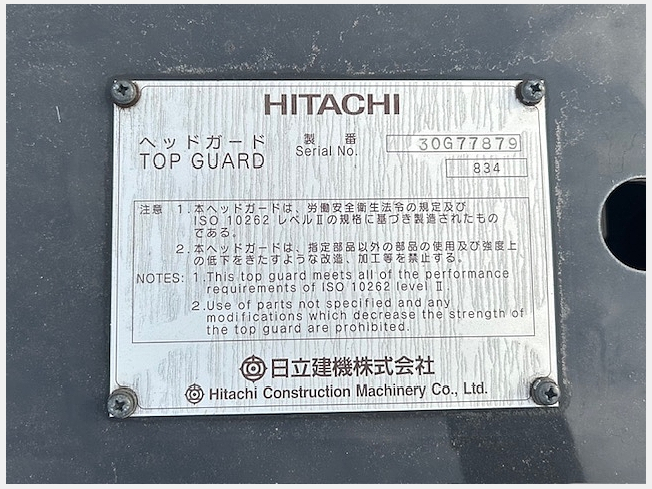 HITACHI
ヘッドガード 製番 30G77879
TOP GUARD Serial No.
834
注意 1.本ヘッドガードは、労働安全衛生法令の規定及び
ISO 10262 レベルⅡの規格に基づき製造されたもの
である。
2.本ヘッドガードは、指定部品以外の部品の使用及び強度上
の低下をきたすような改造、加工等を禁止する。
NOTES: 1.This top guard meets all of the performance
requirements of ISO 10262 level Ⅱ.
2.Use of parts not specified and any
modifications which decrease the strength of
the top guard are prohibited.
日立建機株式会社
Hitachi Construction Machinery Co., Ltd.